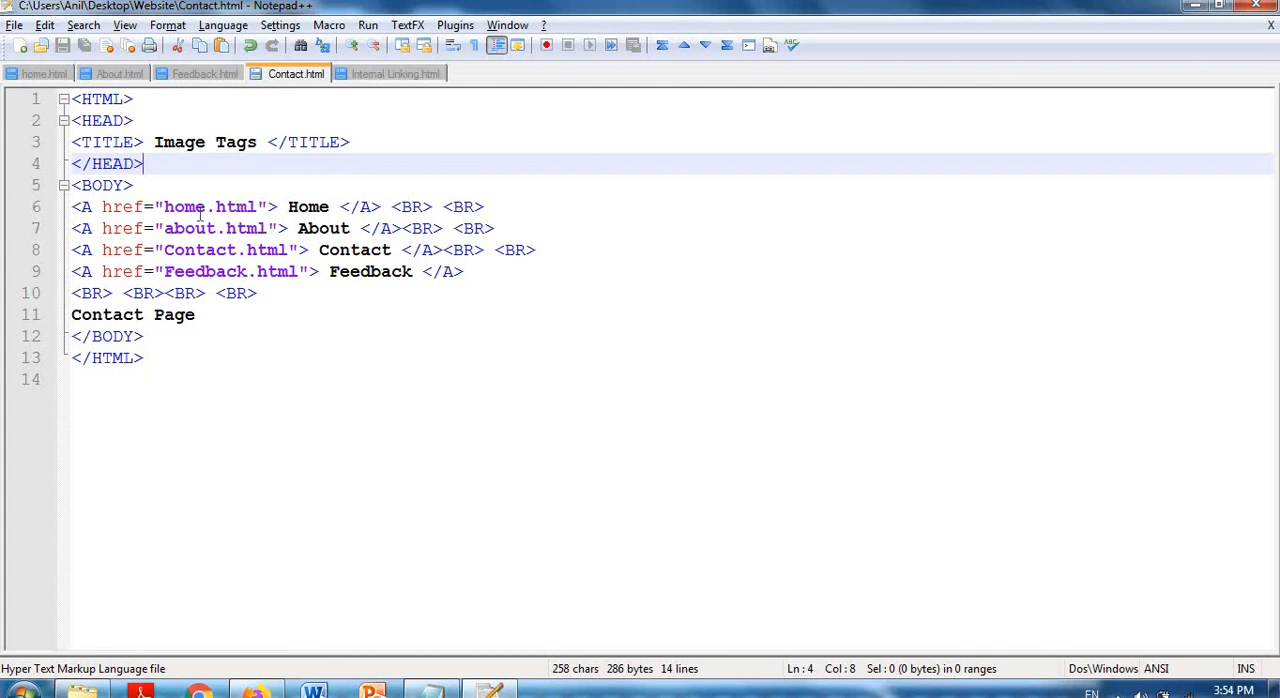 C:\Users\Anil\Desktop\Website\Contact.html - Notepad++
File Edit Search View Format Language Settings Macro Run TextFX Plugins Window ? X
home.html About.html Feedback.html Contact.html Internal Linking.html
1 <HTML>
2 <HEAD>
3 <TITLE> Image Tags </TITLE>
4 </HEAD>
5 <BODY>
6 <A href="home.html"> Home </A> <BR> <BR>
7 <A href="about.html"> About </A><BR> <BR>
8 <A href="Contact.html"> Contact </A><BR> <BR>
9 <A href="Feedback.html"> Feedback </A>
10 <BR> <BR><BR> <BR>
11 Contact Page
12 </BODY>
13 </HTML>
14
Hyper Text Markup Language file 258 chars 286 bytes 14 lines Ln : 4 Col : 8 Sel : 0 (0 bytes) in 0 ranges Dos\Windows ANSI INS
EN 3:54 PM